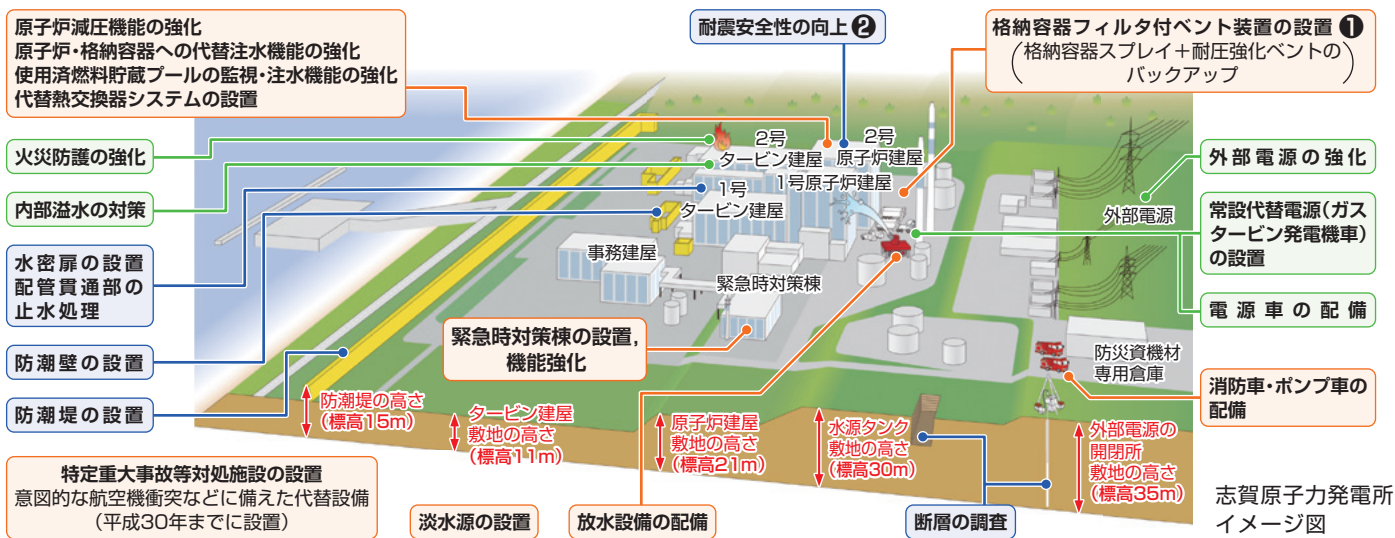 原子炉減圧機能の強化
原子炉・格納容器への代替注水機能の強化
使用済燃料貯蔵プールの監視・注水機能の強化
代替熱交換器システムの設置
耐震安全性の向上❷
格納容器フィルタ付ベント装置の設置 ❶
(格納容器スプレイ+耐圧強化ベントの
バックアップ)
火災防護の強化
内部溢水の対策
水密扉の設置
配管貫通部の
止水処理
防潮壁の設置
防潮堤の設置
2号
タービン建屋
2号
原子炉建屋
1号原子炉建屋
1号
タービン建屋
事務建屋
緊急時対策棟
緊急時対策棟の設置,
機能強化
外部電源
外部電源の強化
常設代替電源(ガス
タービン発電機車)
の設置
電源車の配備
防災資機材
専用倉庫
消防車・ポンプ車の
配備
防潮堤の高さ
(標高15m)
タービン建屋
敷地の高さ
(標高11m)
原子炉建屋
敷地の高さ
(標高21m)
水源タンク
敷地の高さ
(標高30m)
外部電源の
開閉所
敷地の高さ
(標高35m)
特定重大事故等対処施設の設置
意図的な航空機衝突などに備えた代替設備
(平成30年までに設置)
淡水源の設置
放水設備の配備
断層の調査
志賀原子力発電所
イメージ図